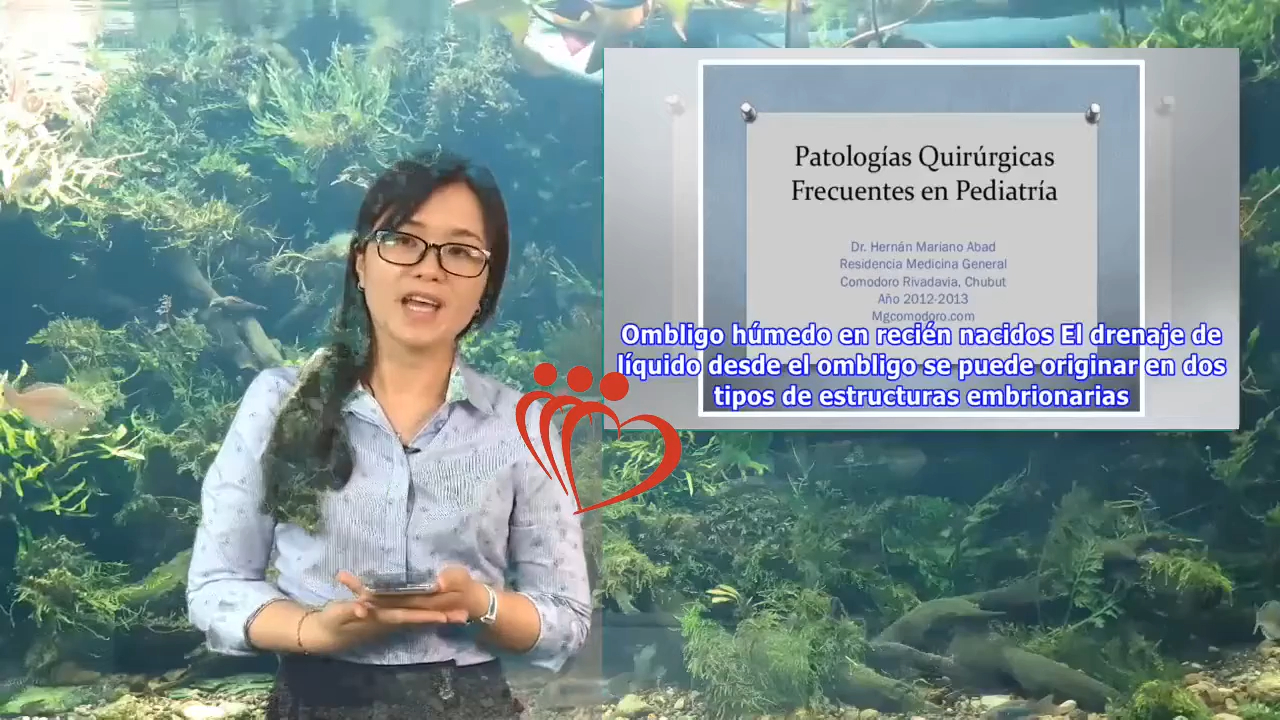 Patologías Quirúrgicas
Frecuentes en Pediatría
Dr. Hernán Mariano Abad
Residencia Medicina General
Comodoro Rivadavia, Chubut
Año 2012-2013
Mgcomodoro.com
Ombligo húmedo en recién nacidos El drenaje de
líquido desde el ombligo se puede originar en dos
tipos de estructuras embrionarias